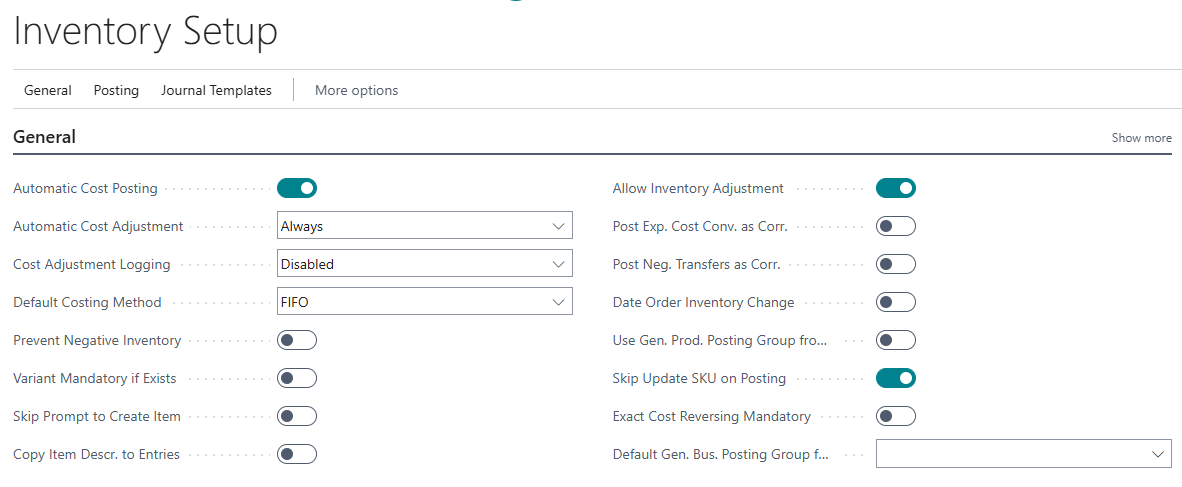 Inventory Setup
General Posting Journal Templates More options
General Show more
Automatic Cost Posting
Automatic Cost Adjustment Always
Cost Adjustment Logging Disabled
Default Costing Method FIFO
Prevent Negative Inventory
Variant Mandatory if Exists
Skip Prompt to Create Item
Copy Item Descr. to Entries
Allow Inventory Adjustment
Post Exp. Cost Conv. as Corr.
Post Neg. Transfers as Corr.
Date Order Inventory Change
Use Gen. Prod. Posting Group fro...
Skip Update SKU on Posting
Exact Cost Reversing Mandatory
Default Gen. Bus. Posting Group f...